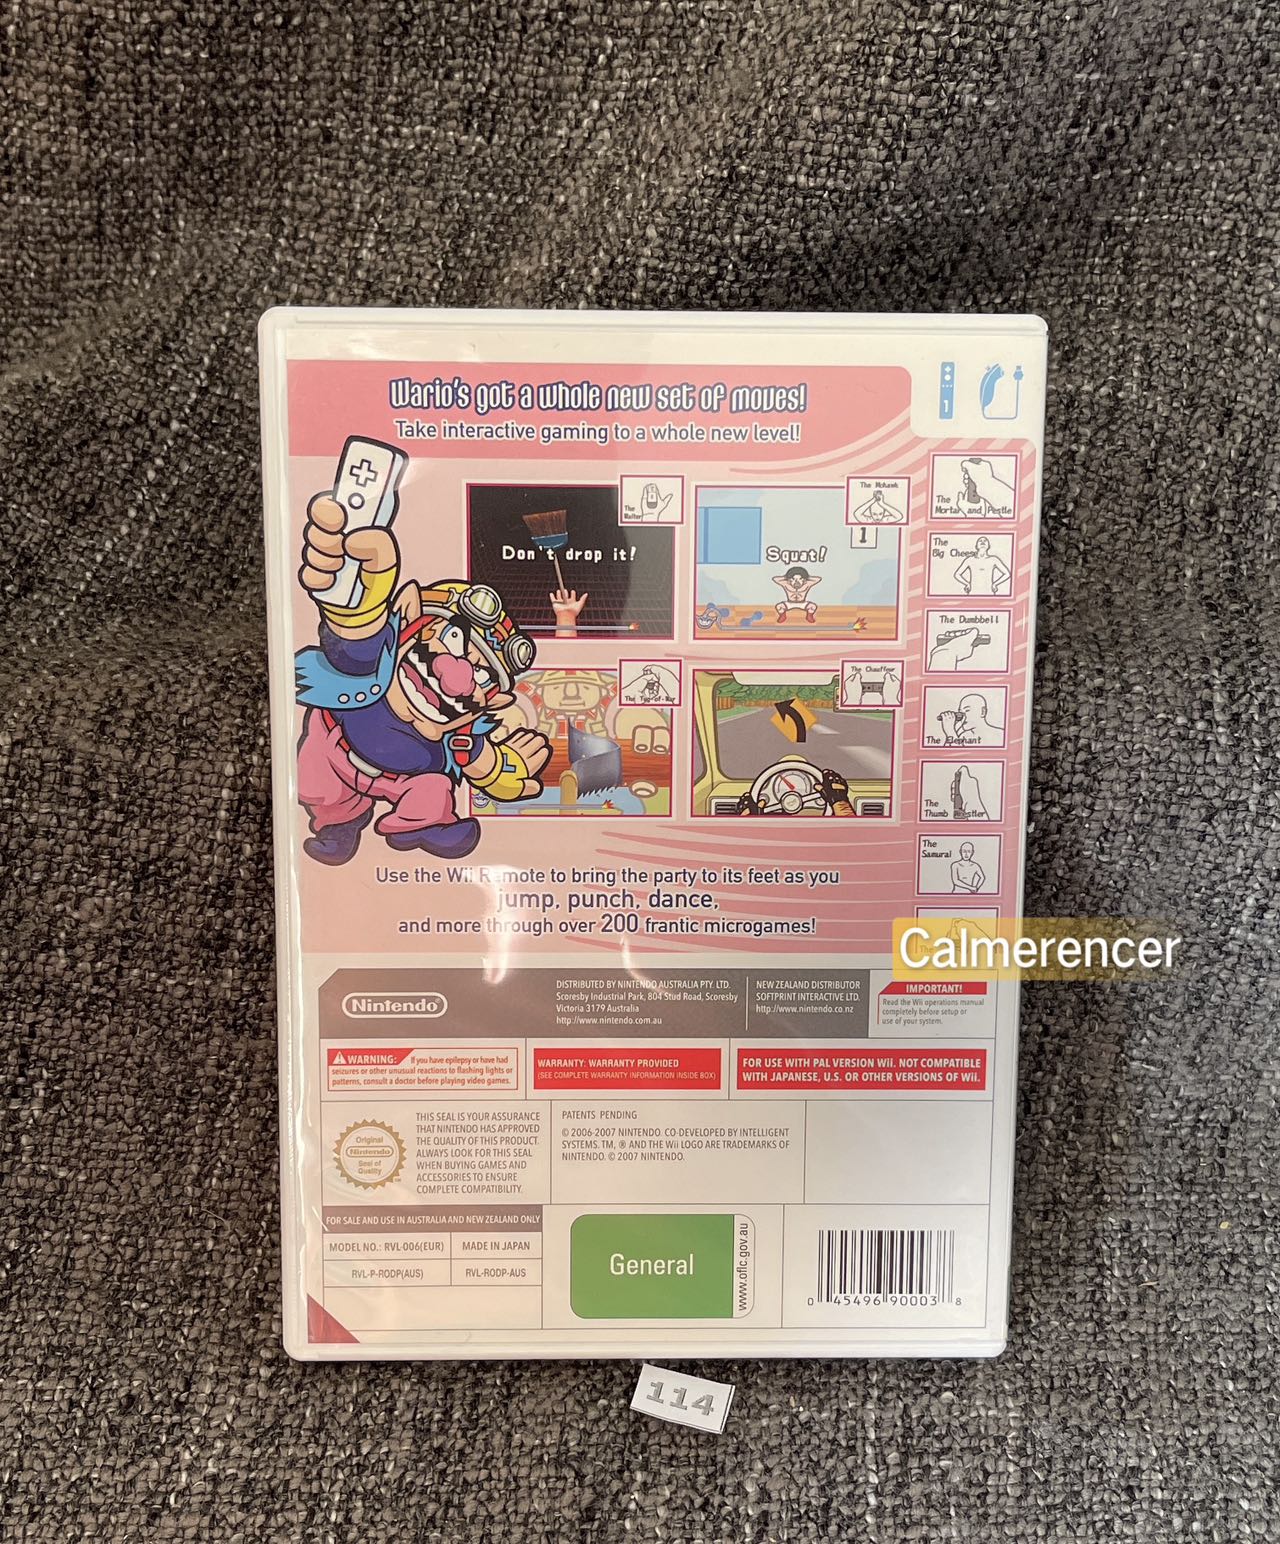 Wario's got a whole new set of moves!
Take interactive gaming to a whole new level!
1
The Waiter
Don't drop it!
The Mohawk
1
Squat!
The Tug-of-War
The Chauffeur
The
Mortar and Pestle
The
Big Cheese
The Dumbbell
The Elephant
The
Thumb Wrestler
The
Samurai
Use the Wii Remote to bring the party to its feet as you
jump, punch, dance,
and more through over 200 frantic microgames!
Calmerencer
Nintendo®
DISTRIBUTED BY NINTENDO AUSTRALIA PTY. LTD.
Scoresby Industrial Park, 804 Stud Road, Scoresby
Victoria 3179 Australia
http://www.nintendo.com.au
NEW ZEALAND DISTRIBUTOR
SOFTPRINT INTERACTIVE LTD.
http://www.nintendo.co.nz
IMPORTANT!
Read the Wii operations manual
completely before setup or
use of your system.
WARNING: If you have epilepsy or have had
seizures or other unusual reactions to flashing lights or
patterns, consult a doctor before playing video games.
WARRANTY: WARRANTY PROVIDED
(SEE COMPLETE WARRANTY INFORMATION INSIDE BOX)
FOR USE WITH PAL VERSION Wii. NOT COMPATIBLE
WITH JAPANESE, U.S. OR OTHER VERSIONS OF Wii.
Original
Nintendo
Seal of
Quality
THIS SEAL IS YOUR ASSURANCE
THAT NINTENDO HAS APPROVED
THE QUALITY OF THIS PRODUCT.
ALWAYS LOOK FOR THIS SEAL
WHEN BUYING GAMES AND
ACCESSORIES TO ENSURE
COMPLETE COMPATIBILITY.
PATENTS PENDING
© 2006-2007 NINTENDO. CO-DEVELOPED BY INTELLIGENT
SYSTEMS. TM, ® AND THE Wii LOGO ARE TRADEMARKS OF
NINTENDO. © 2007 NINTENDO.
FOR SALE AND USE IN AUSTRALIA AND NEW ZEALAND ONLY
MODEL NO.: RVL-006(EUR)
MADE IN JAPAN
RVL-P-RODP(AUS)
RVL-RODP-AUS
General
www.oflc.gov.au
0 45496 90003 8
114